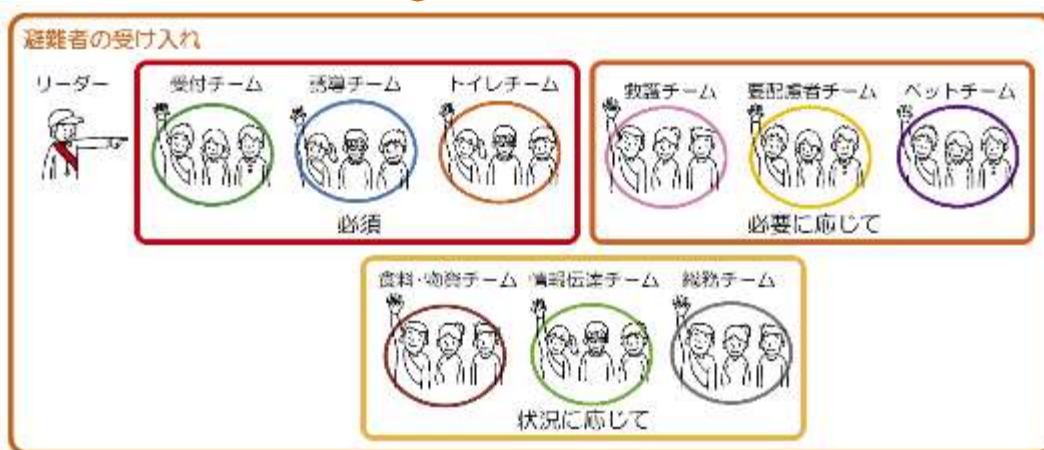 避難者の受け入れ
リーダー
受付チーム 誘導チーム トイレチーム
必須
救護チーム 要配慮者チーム ペットチーム
必要に応じて
食料・物資チーム 情報伝達チーム 総務チーム
状況に応じて